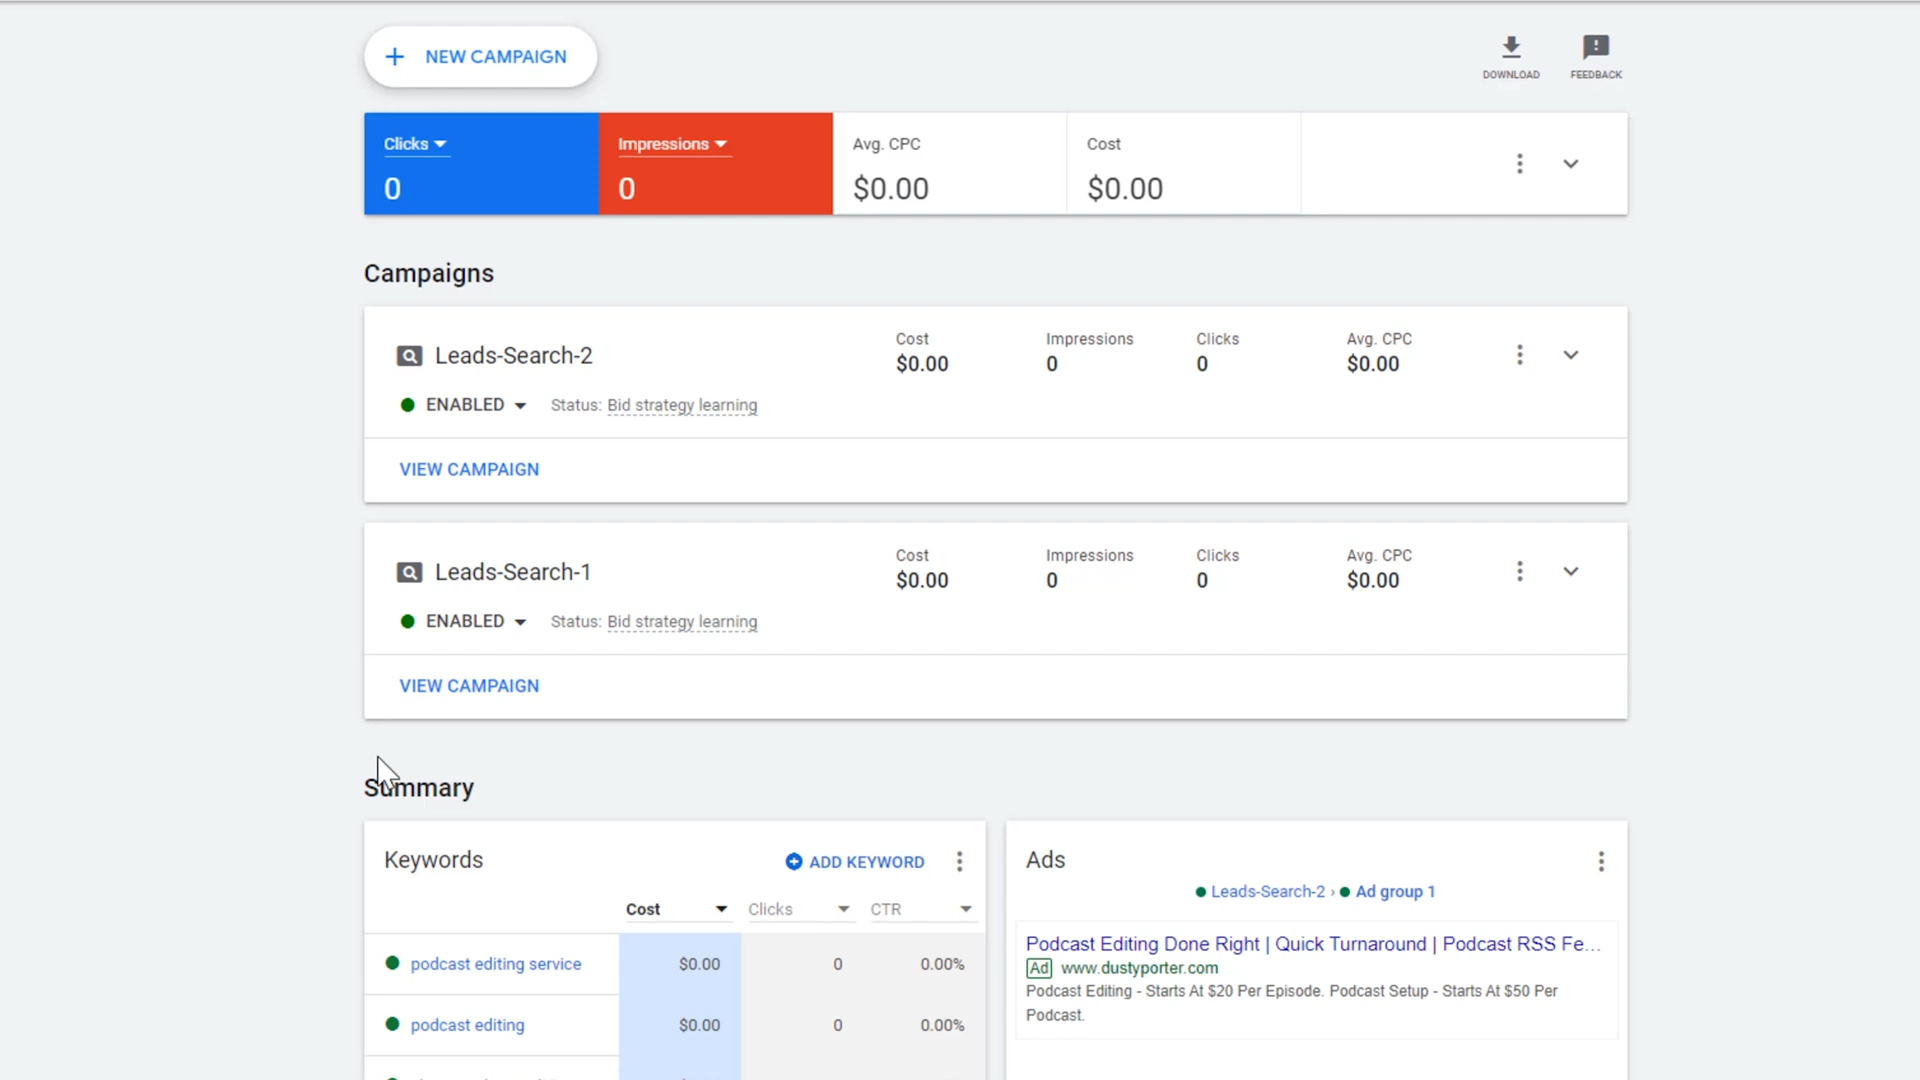 NEW CAMPAIGN
DOWNLOAD
FEEDBACK
Clicks
0
Impressions
0
Avg. CPC
$0.00
Cost
$0.00
Campaigns
Leads-Search-2
Cost
$0.00
Impressions
0
Clicks
0
Avg. CPC
$0.00
ENABLED
Status: Bid strategy learning
VIEW CAMPAIGN
Leads-Search-1
Cost
$0.00
Impressions
0
Clicks
0
Avg. CPC
$0.00
ENABLED
Status: Bid strategy learning
VIEW CAMPAIGN
Summary
Keywords
ADD KEYWORD
Cost Clicks CTR
podcast editing service $0.00 0 0.00%
podcast editing $0.00 0 0.00%
Ads
Leads-Search-2 › Ad group 1
Podcast Editing Done Right | Quick Turnaround | Podcast RSS Fe...
Ad www.dustyporter.com
Podcast Editing - Starts At $20 Per Episode. Podcast Setup - Starts At $50 Per
Podcast.